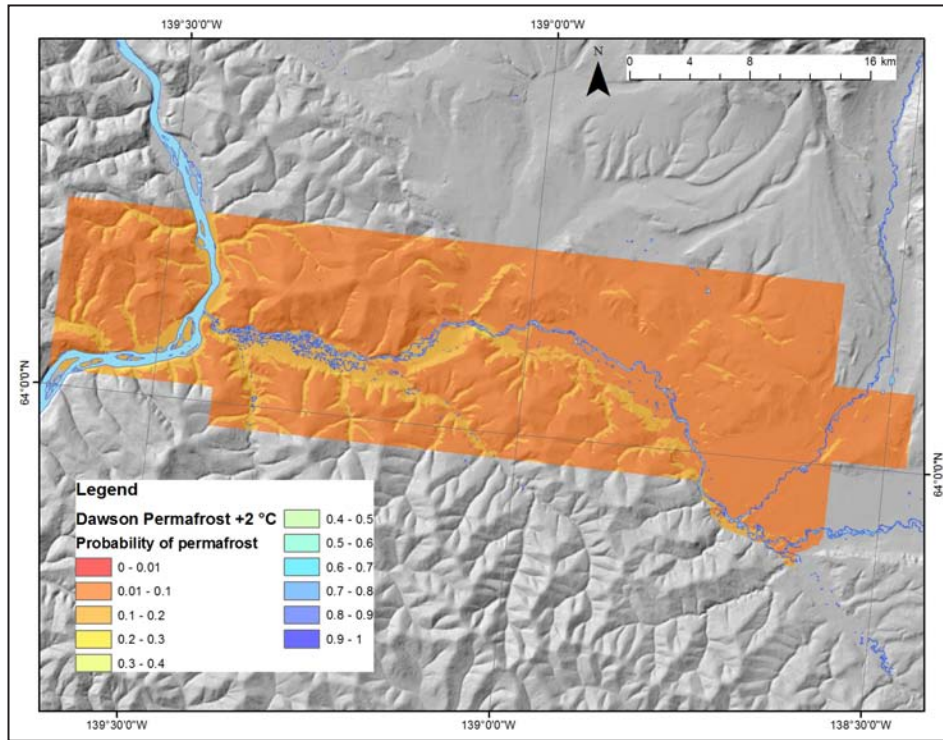 139°30'0"W
139°0'0"W
N
0 4 8 16 km
64°0'0"N
64°0'0"N
Legend
Dawson Permafrost +2 °C
Probability of permafrost
0 - 0.01
0.01 - 0.1
0.1 - 0.2
0.2 - 0.3
0.3 - 0.4
0.4 - 0.5
0.5 - 0.6
0.6 - 0.7
0.7 - 0.8
0.8 - 0.9
0.9 - 1
139°30'0"W
139°0'0"W
138°30'0"W